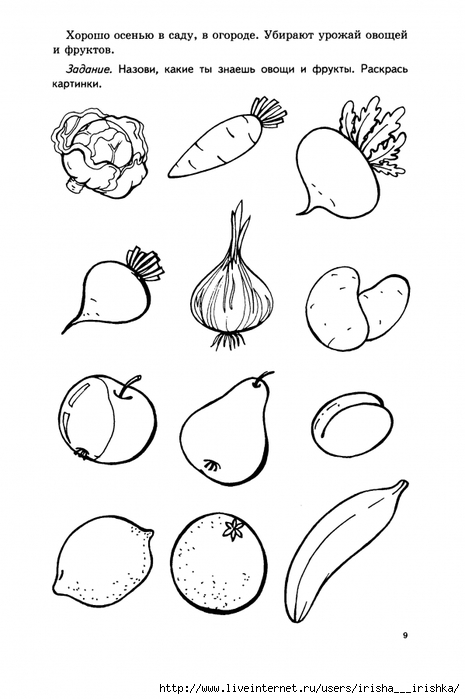 Хорошо осенью в саду, в огороде. Убирают урожай овощей
и фруктов.
Задание. Назови, какие ты знаешь овощи и фрукты. Раскрась
картинки.
9
http://www.liveinternet.ru/users/irisha___irishka/